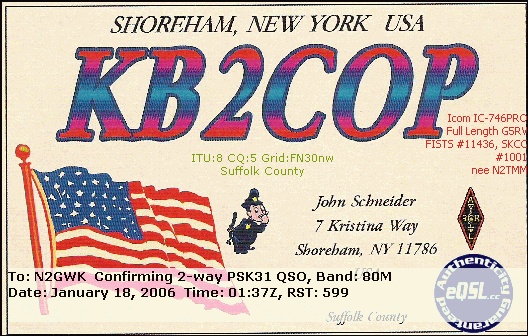 SHOREHAM, NEW YORK USA
KB2COP
Icom IC-746PRO
Full Length G5RV
FISTS #11436, SKCC
#1001
nee N2TMM
ITU:8 CQ:5 Grid:FN30nw
Suffolk County
John Schneider
7 Kristina Way
Shoreham, NY 11786
ARRL
To: N2GWK Confirming 2-way PSK31 QSO, Band: 80M
Date: January 18, 2006 Time: 01:37Z, RST: 599
Suffolk County
Authenticity Guaranteed
eQSL.cc